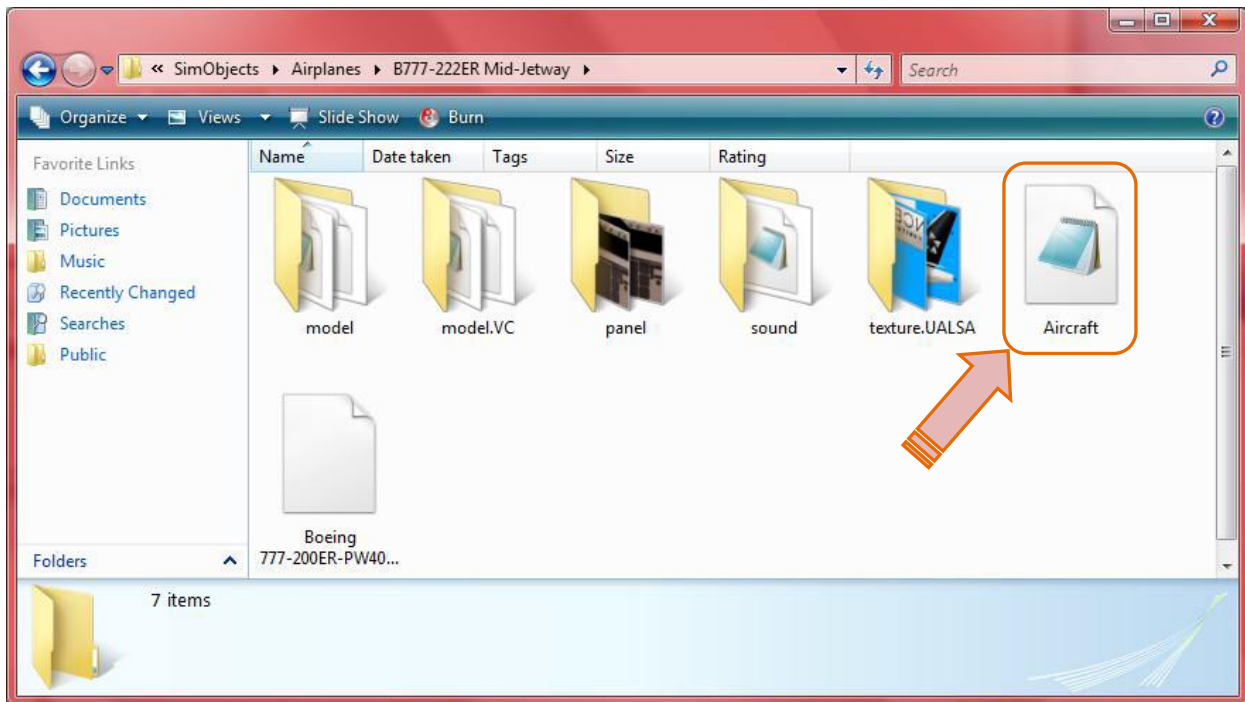 « SimObjects ▸ Airplanes ▸ B777-222ER Mid-Jetway ▸ Search
Organize Views Slide Show Burn
Favorite Links
Documents
Pictures
Music
Recently Changed
Searches
Public
Folders
Name Date taken Tags Size Rating
model model.VC panel sound texture.UALSA Aircraft
Boeing
777-200ER-PW40...
7 items